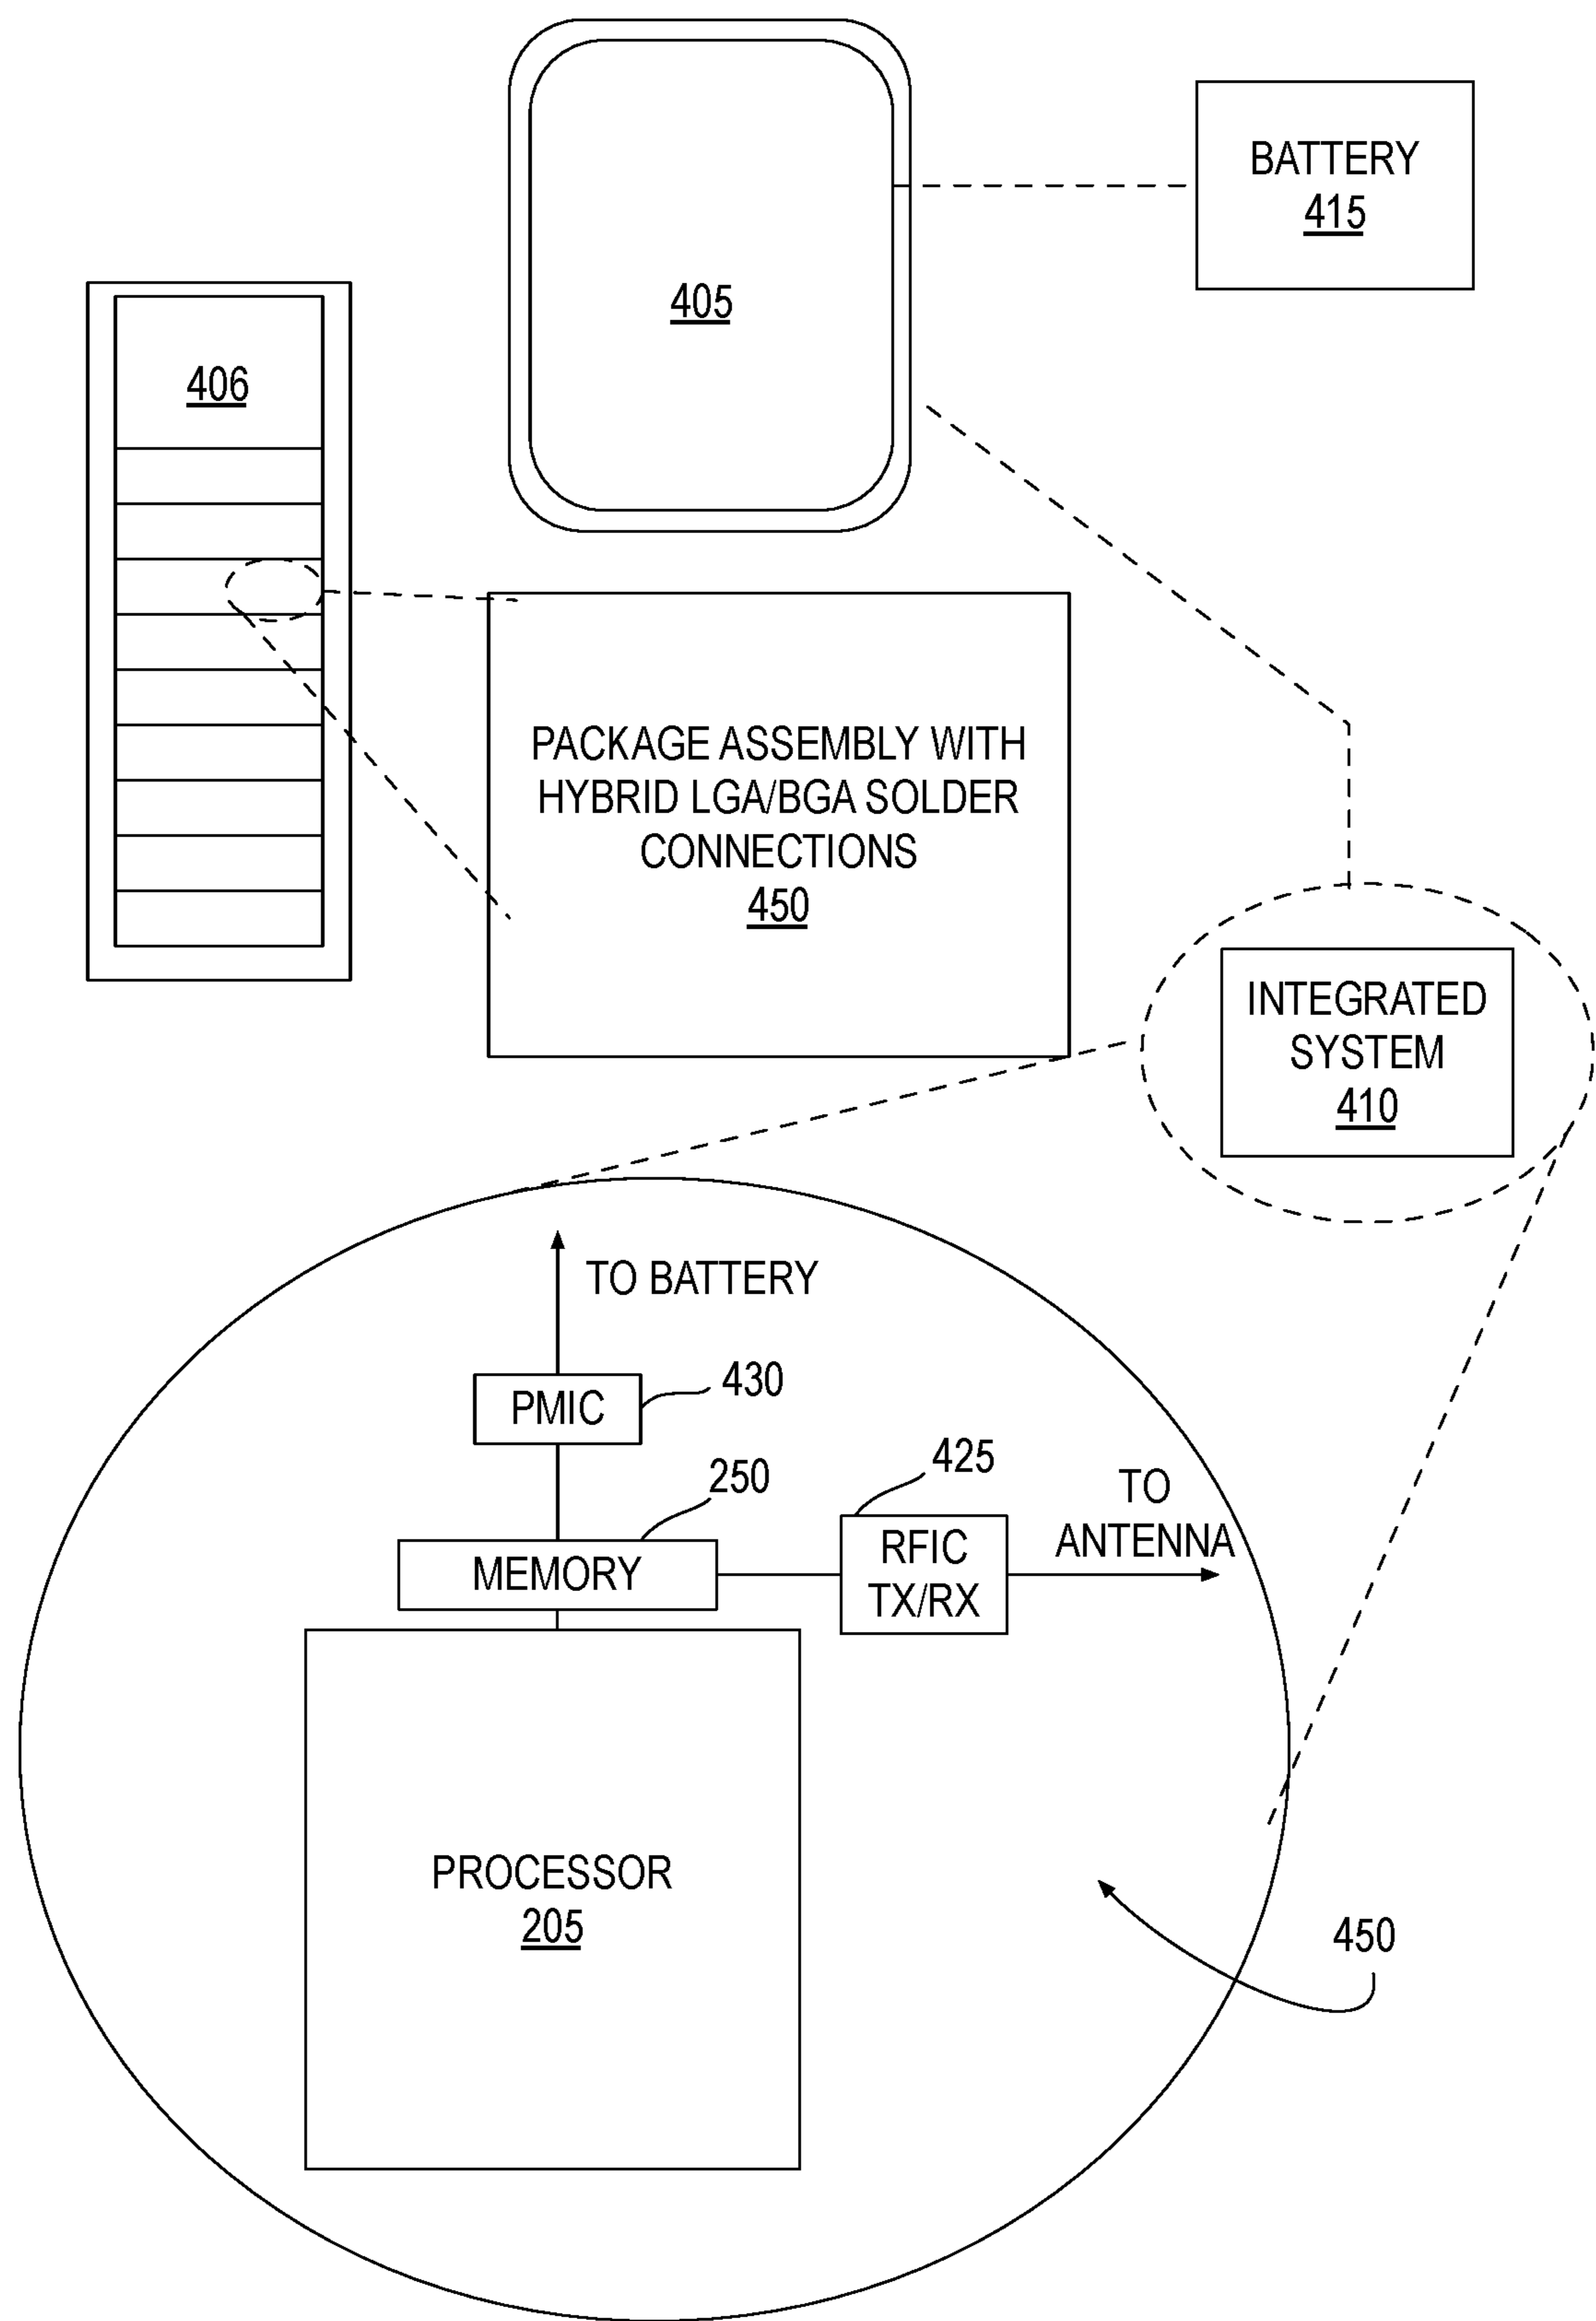 BATTERY
415
405
406
PACKAGE ASSEMBLY WITH
HYBRID LGA/BGA SOLDER
CONNECTIONS
450
INTEGRATED
SYSTEM
410
TO BATTERY
PMIC
430
250
425
TO
ANTENNA
MEMORY
RFIC
TX/RX
PROCESSOR
205
450